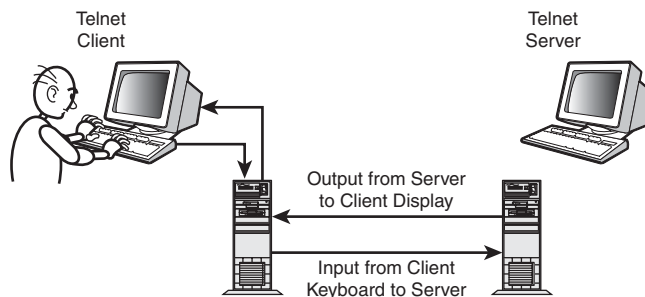 Telnet
Client
Telnet
Server
Output from Server
to Client Display
Input from Client
Keyboard to Server